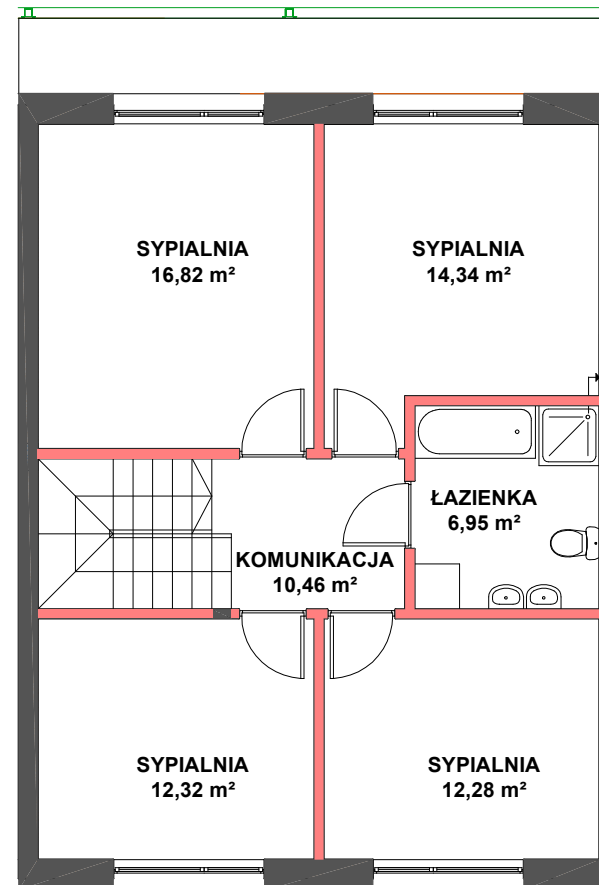 SYPIALNIA
16,82 m²
SYPIALNIA
14,34 m²
ŁAZIENKA
6,95 m²
KOMUNIKACJA
10,46 m²
SYPIALNIA
12,32 m²
SYPIALNIA
12,28 m²